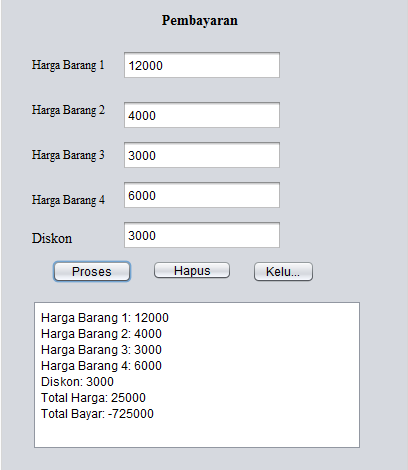 Pembayaran
Harga Barang 1 12000
Harga Barang 2 4000
Harga Barang 3 3000
Harga Barang 4 6000
Diskon 3000
Proses Hapus Kelu...
Harga Barang 1: 12000
Harga Barang 2: 4000
Harga Barang 3: 3000
Harga Barang 4: 6000
Diskon: 3000
Total Harga: 25000
Total Bayar: -725000